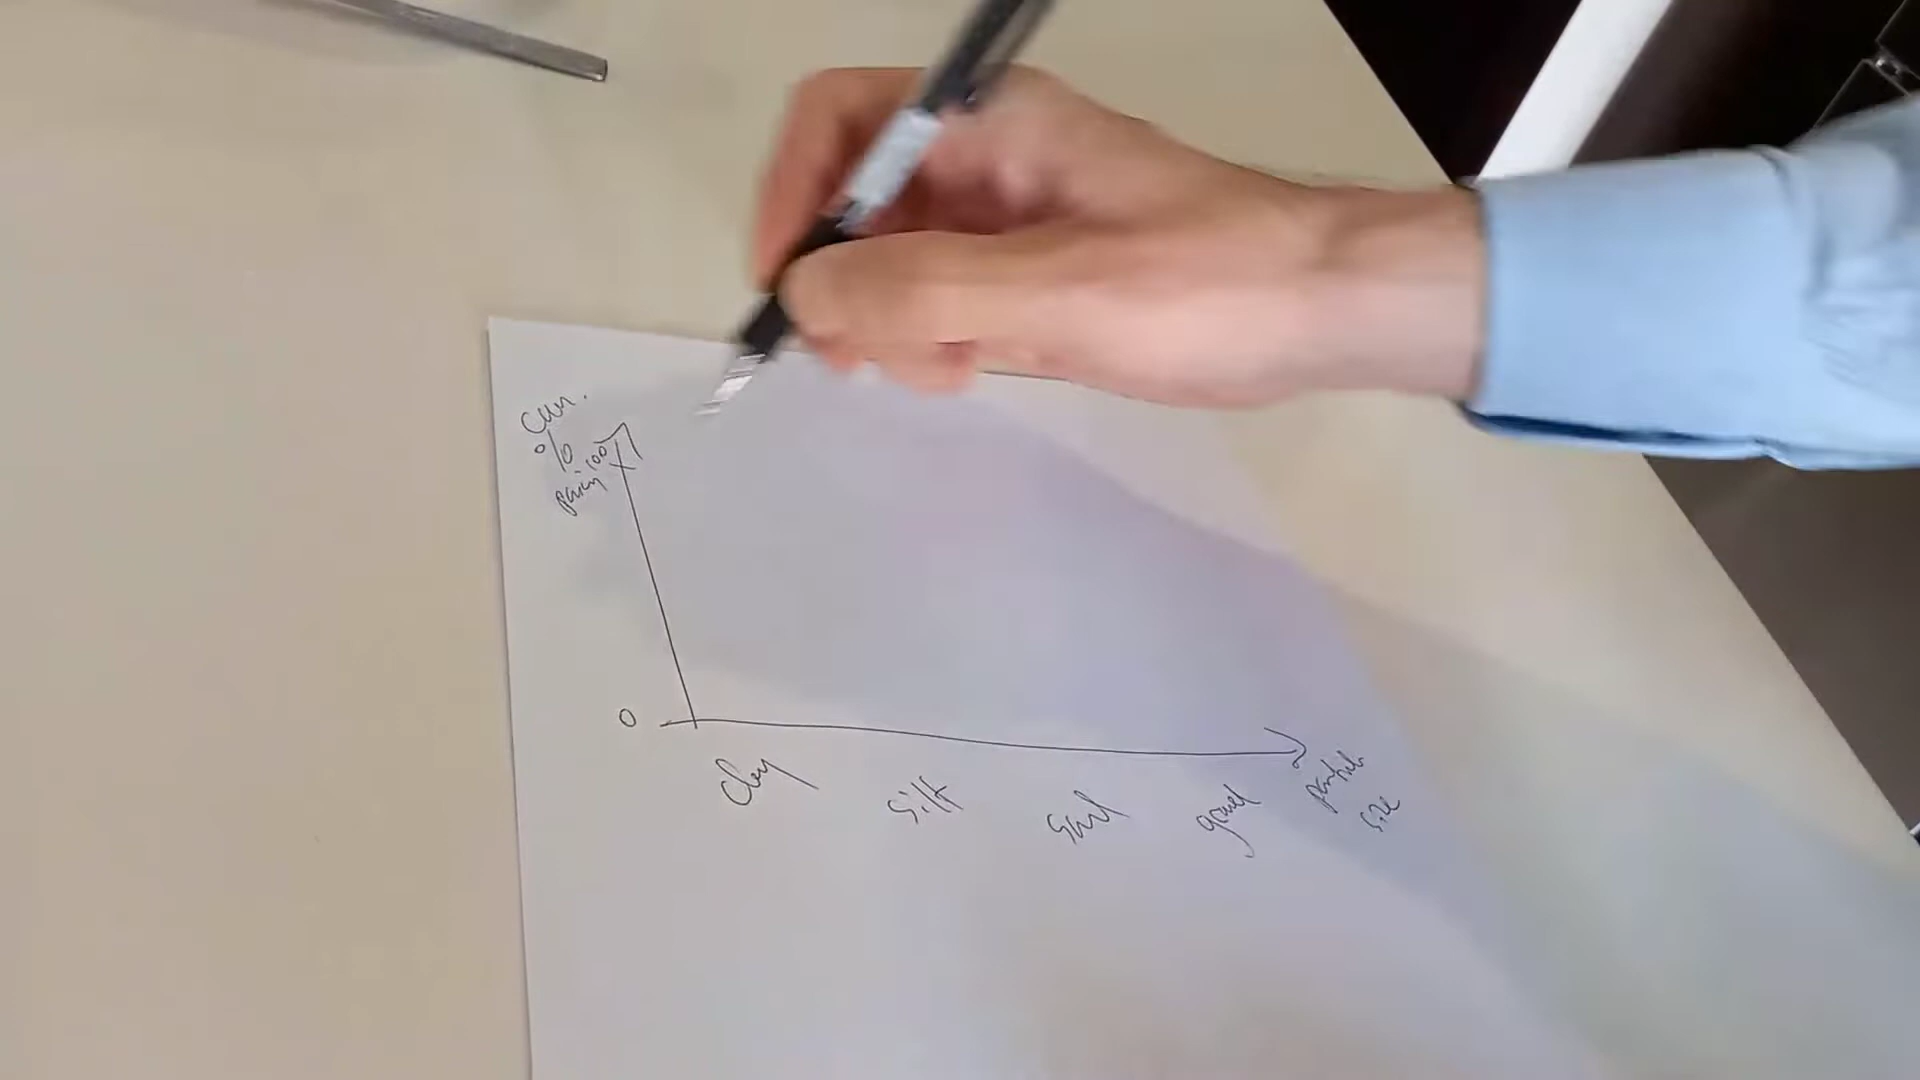 Cum.
%
passing
100
0
Clay
Silt
Sand
gravel
particle
size